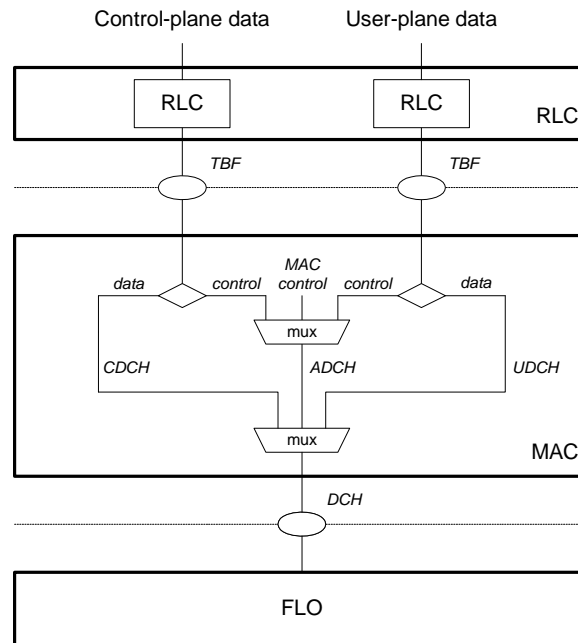 Control-plane data
User-plane data
RLC
RLC
RLC
TBF
TBF
MAC
control
data
control
control
data
mux
CDCH
ADCH
UDCH
mux
MAC
DCH
FLO